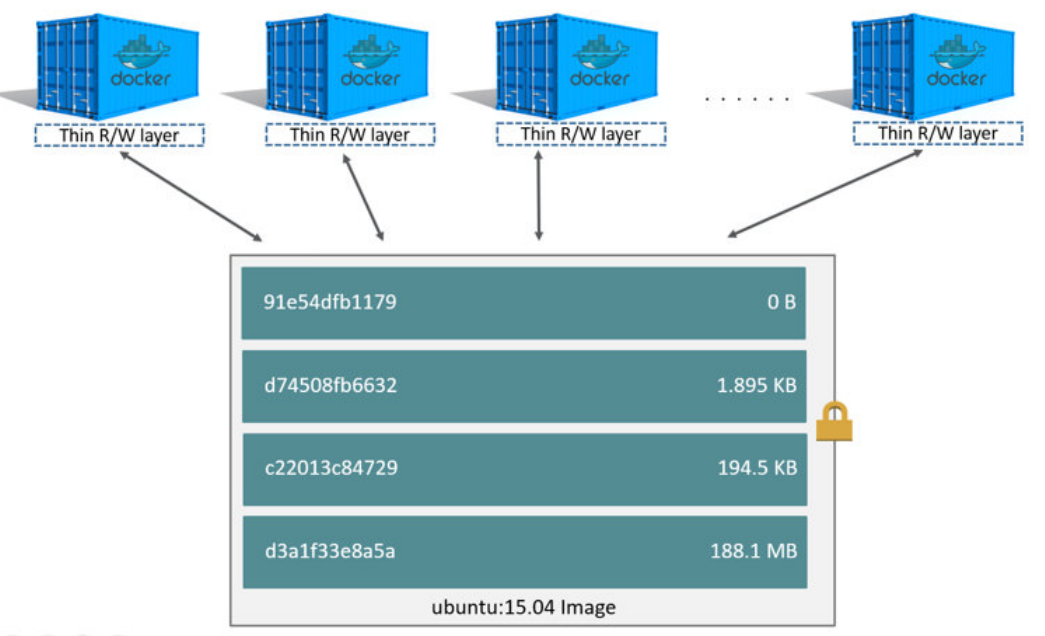 docker docker docker docker
. . . . . .
Thin R/W layer Thin R/W layer Thin R/W layer Thin R/W layer
91e54dfb1179 0 B
d74508fb6632 1.895 KB
c22013c84729 194.5 KB
d3a1f33e8a5a 188.1 MB
ubuntu:15.04 Image